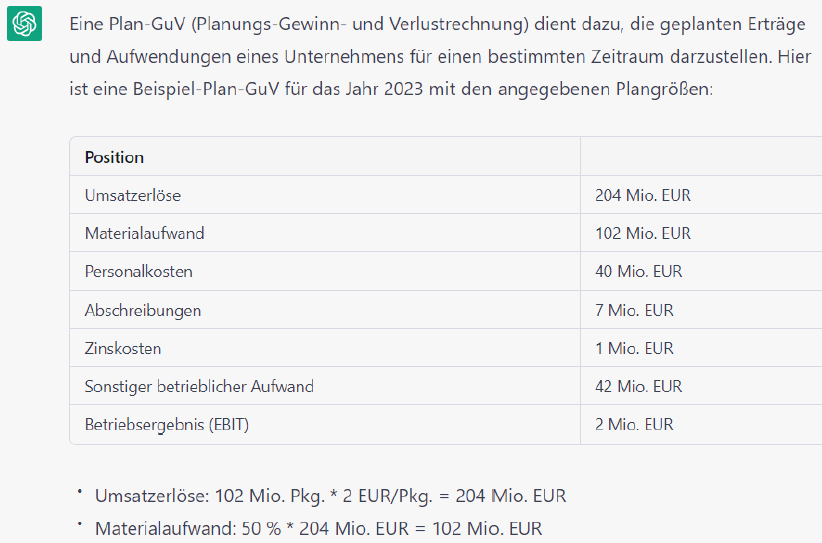 Eine Plan-GuV (Planungs-Gewinn- und Verlustrechnung) dient dazu, die geplanten Erträge
und Aufwendungen eines Unternehmens für einen bestimmten Zeitraum darzustellen. Hier
ist eine Beispiel-Plan-GuV für das Jahr 2023 mit den angegebenen Plangrößen:
Position
Umsatzerlöse 204 Mio. EUR
Materialaufwand 102 Mio. EUR
Personalkosten 40 Mio. EUR
Abschreibungen 7 Mio. EUR
Zinskosten 1 Mio. EUR
Sonstiger betrieblicher Aufwand 42 Mio. EUR
Betriebsergebnis (EBIT) 2 Mio. EUR
• Umsatzerlöse: 102 Mio. Pkg. * 2 EUR/Pkg. = 204 Mio. EUR
• Materialaufwand: 50 % * 204 Mio. EUR = 102 Mio. EUR